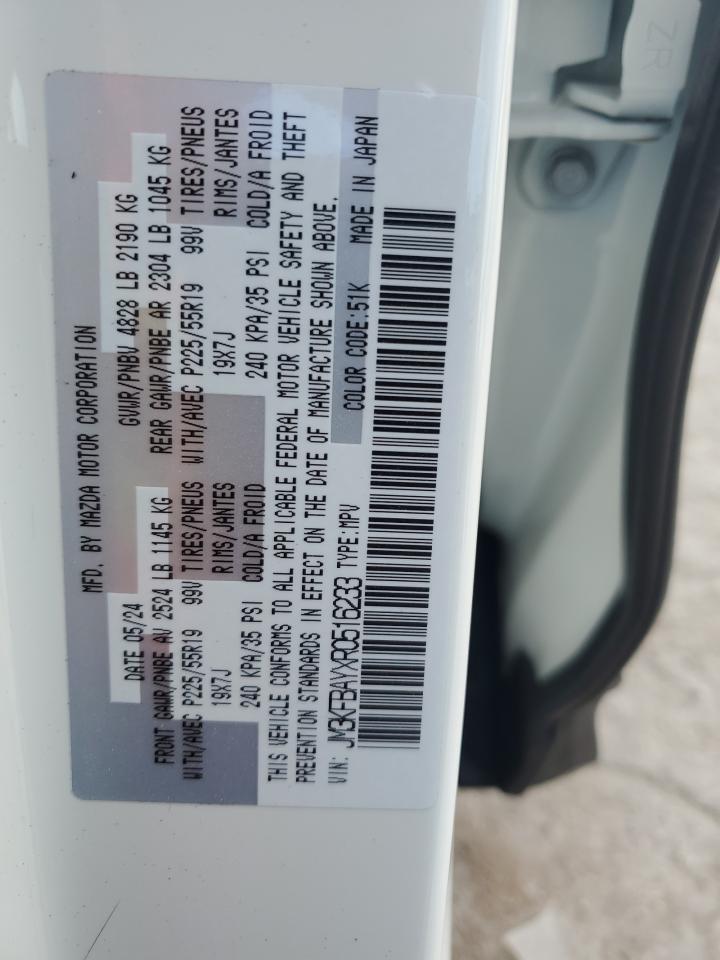 MFD. BY MAZDA MOTOR CORPORATION
DATE 05/24 GVWR/PNBV 4828 LB 2190 KG
FRONT GAWR/PNBE AV 2524 LB 1145 KG REAR GAWR/PNBE AR 2304 LB 1045 KG
WITH/AVEC P225/55R19 99V TIRES/PNEUS WITH/AVEC P225/55R19 99V TIRES/PNEUS
19X7J RIMS/JANTES 19X7J RIMS/JANTES
240 KPA/35 PSI COLD/A FROID 240 KPA/35 PSI COLD/A FROID
THIS VEHICLE CONFORMS TO ALL APPLICABLE FEDERAL MOTOR VEHICLE SAFETY AND THEFT
PREVENTION STANDARDS IN EFFECT ON THE DATE OF MANUFACTURE SHOWN ABOVE.
VIN: JM3KFBAYXR0516233 TYPE:MPV COLOR CODE:51K MADE IN JAPAN
ZR